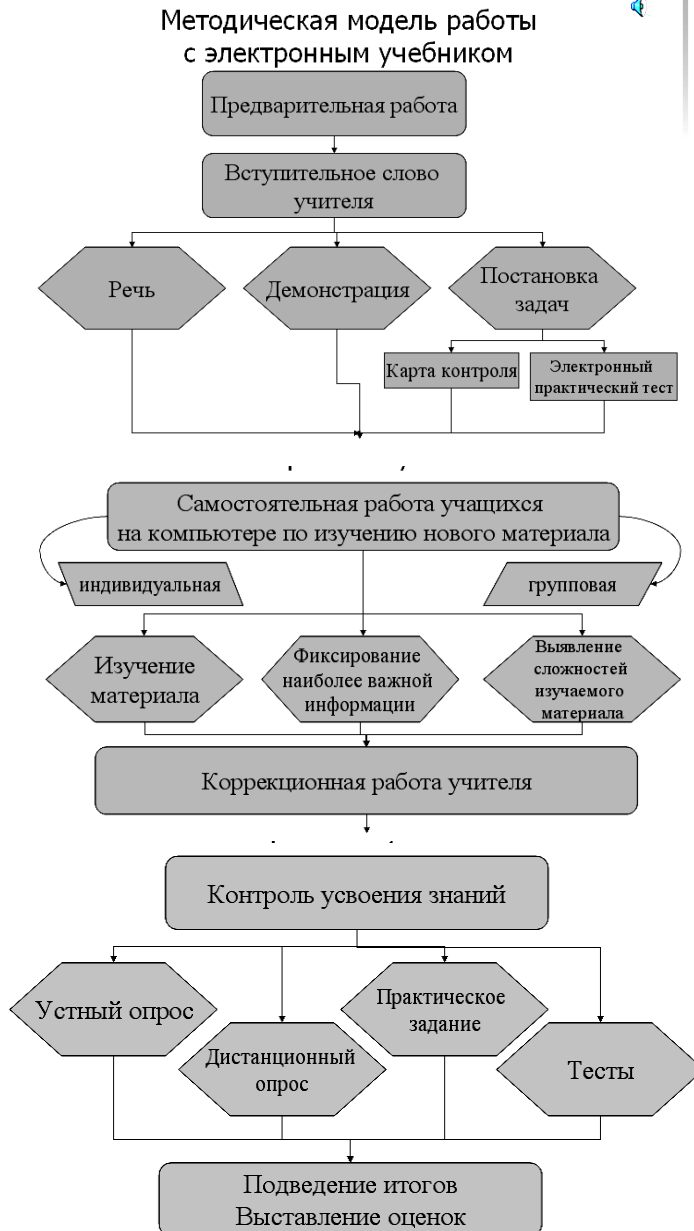 Методическая модель работы
с электронным учебником
Предварительная работа
Вступительное слово
учителя
Речь
Демонстрация
Постановка
задач
Карта контроля
Электронный
практический тест
Самостоятельная работа учащихся
на компьютере по изучению нового материала
индивидуальная
групповая
Изучение
материала
Фиксирование
наиболее важной
информации
Выявление
сложностей
изучаемого
материала
Коррекционная работа учителя
Контроль усвоения знаний
Устный опрос
Дистанционный
опрос
Практическое
задание
Тесты
Подведение итогов
Выставление оценок